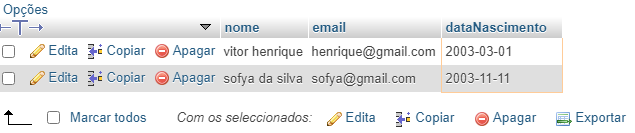 Opções
nome email dataNascimento
Edita Copiar Apagar vitor henrique henrique@gmail.com 2003-03-01
Edita Copiar Apagar sofya da silva sofya@gmail.com 2003-11-11
Marcar todos Com os seleccionados: Edita Copiar Apagar Exportar